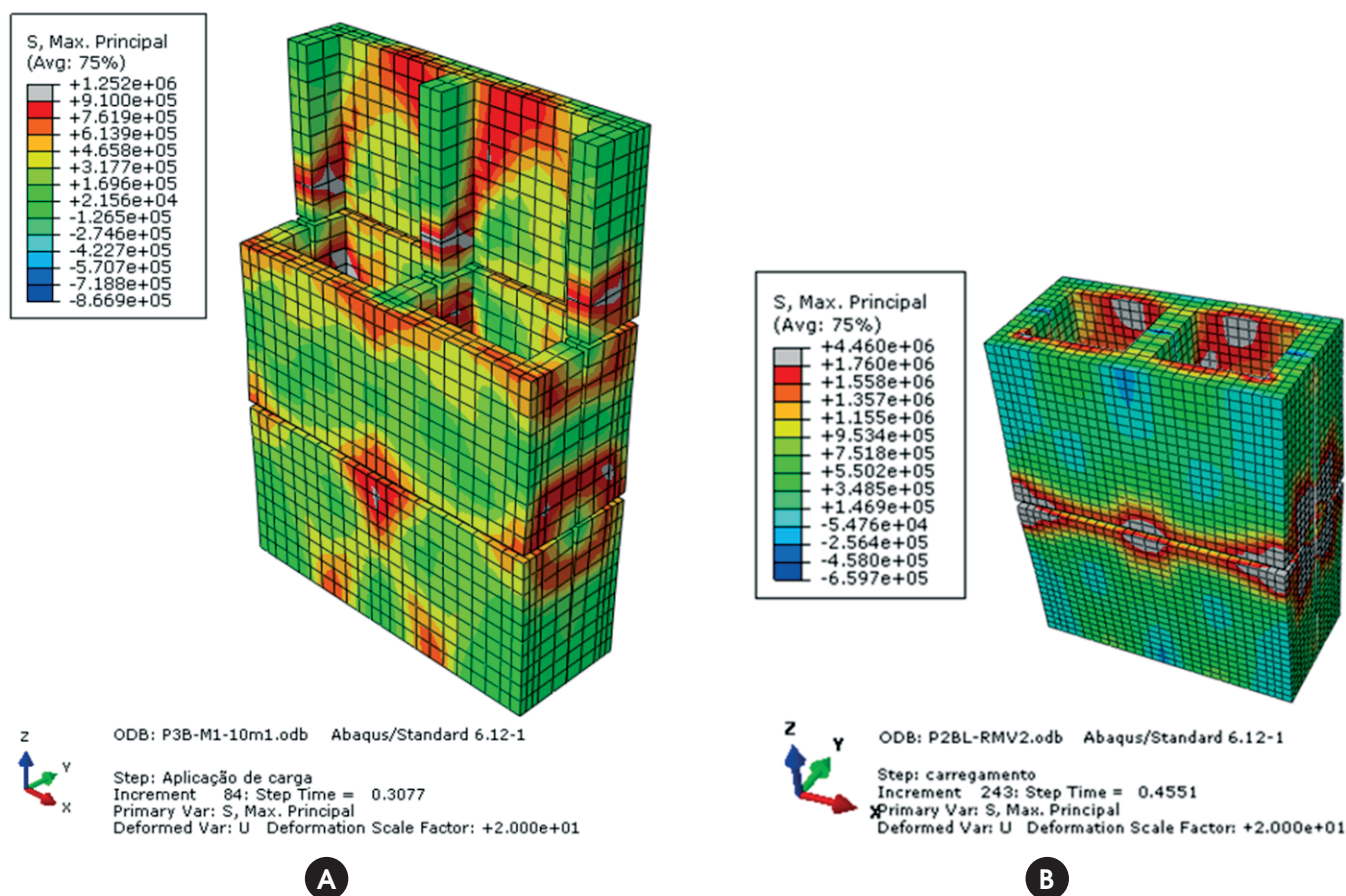 S, Max. Principal
(Avg: 75%)
+1.252e+06
+9.100e+05
+7.619e+05
+6.139e+05
+4.658e+05
+3.177e+05
+1.696e+05
+2.156e+04
-1.265e+05
-2.746e+05
-4.227e+05
-5.707e+05
-7.188e+05
-8.669e+05
Z
Y
X
ODB: P3B-M1-10m1.odb Abaqus/Standard 6.12-1
Step: Aplicação de carga
Increment 84: Step Time = 0.3077
Primary Var: S, Max. Principal
Deformed Var: U Deformation Scale Factor: +2.000e+01
A
S, Max. Principal
(Avg: 75%)
+4.460e+06
+1.760e+06
+1.558e+06
+1.357e+06
+1.155e+06
+9.534e+05
+7.518e+05
+5.502e+05
+3.485e+05
+1.469e+05
-5.476e+04
-2.564e+05
-4.580e+05
-6.597e+05
Z
Y
X
ODB: P2BL-RMV2.odb Abaqus/Standard 6.12-1
Step: carregamento
Increment 243: Step Time = 0.4551
Primary Var: S, Max. Principal
Deformed Var: U Deformation Scale Factor: +2.000e+01
B